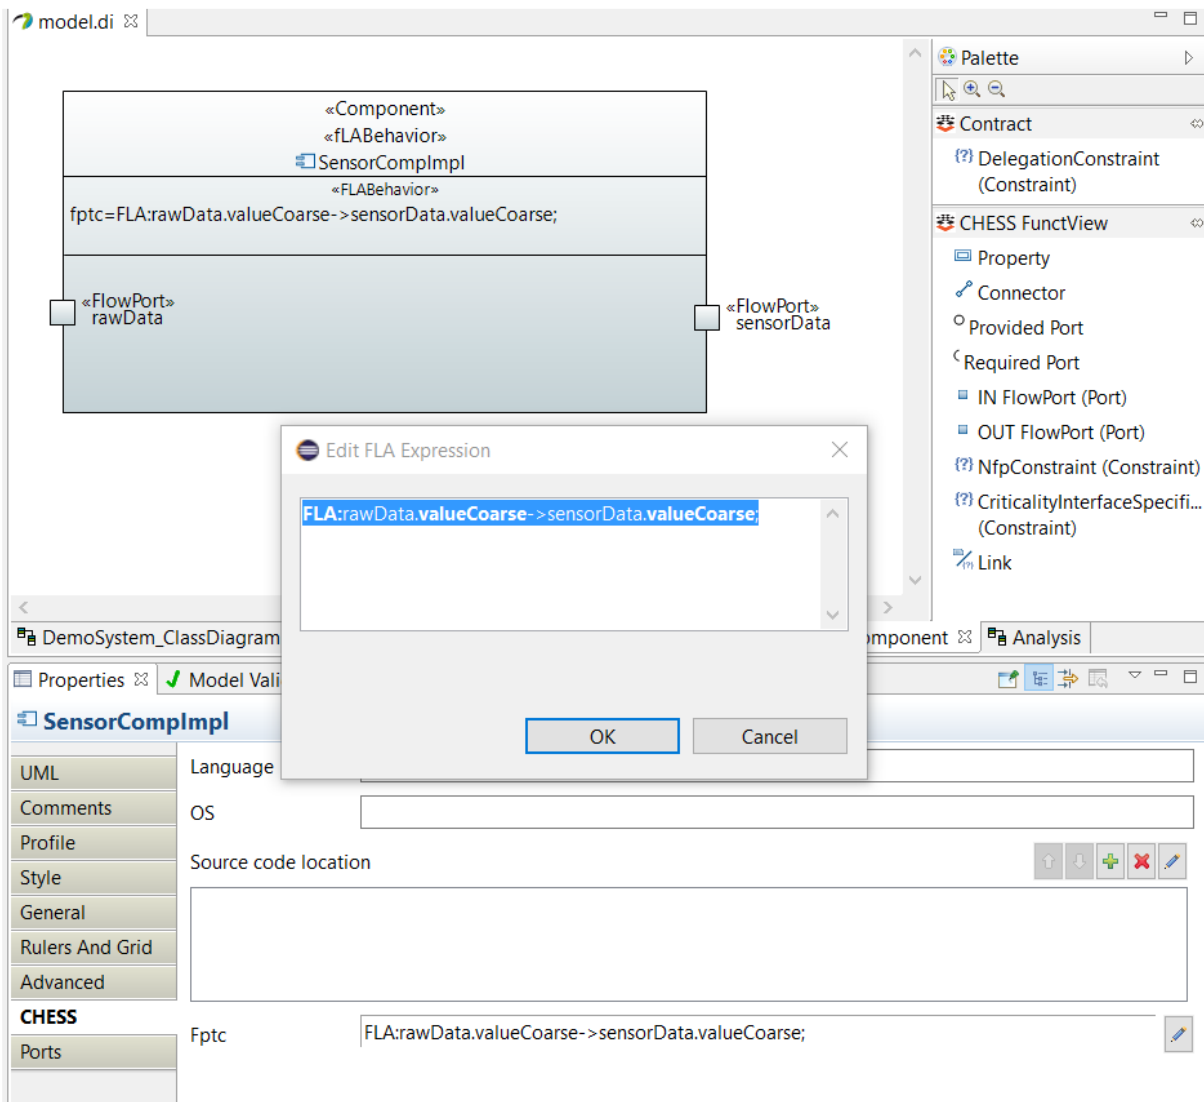 model.di
«Component»
«fLABehavior»
SensorCompImpl
«FLABehavior»
fptc=FLA:rawData.valueCoarse->sensorData.valueCoarse;
«FlowPort»
rawData
«FlowPort»
sensorData
Palette
Contract
{?} DelegationConstraint
(Constraint)
CHESS FunctView
Property
Connector
Provided Port
Required Port
IN FlowPort (Port)
OUT FlowPort (Port)
{?} NfpConstraint (Constraint)
{?} CriticalityInterfaceSpecifi...
(Constraint)
Link
Edit FLA Expression
FLA:rawData.valueCoarse->sensorData.valueCoarse;
OK
Cancel
DemoSystem_ClassDiagram
mponent
Analysis
Properties
Model Vali
SensorCompImpl
UML
Comments
Profile
Style
General
Rulers And Grid
Advanced
CHESS
Ports
Language
OS
Source code location
Fptc
FLA:rawData.valueCoarse->sensorData.valueCoarse;